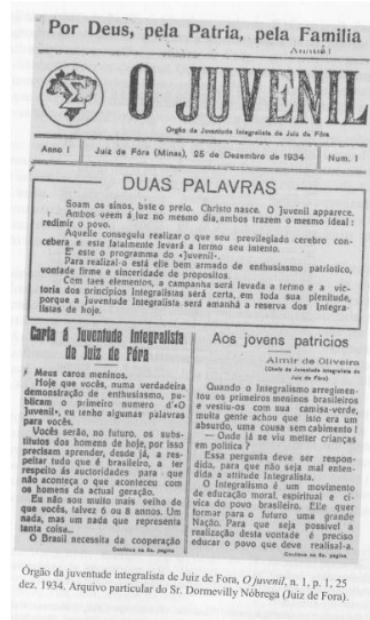 Por Deus, pela Patria, pela Familia
Annué!
O JUVENIL
Orgão da Juventude Integralista de Juiz de Fóra
Anno I
Juiz de Fóra (Minas), 25 de Dezembro de 1934
Num. 1
DUAS PALAVRAS
Soam os sinos, bate o prelo. Christo nasce. O Juvenil apparece.
Ambos veem á luz no mesmo dia, ambos trazem o mesmo ideal:
redimir o povo.
Aquelle conseguiu realizar o que seu previlegiado cerebro con-
cebera e este fatalmente levará a termo seu intento.
E' este o programma do «Juvenil».
Para realizal-o está elle bem armado de enthusiasmo patriotico,
vontade firme e sinceridade de propositos.
Com taes elementos, a campanha será levada a termo e a vic-
toria dos principios Integralistas será certa, em toda sua plenitude,
porque a Juventude Integralista será amanhã a reserva dos Integra-
listas de hoje.
Carta á Juventude Integralista
de Juiz de Fóra
Meus caros meninos.
Hoje que vocês, numa verdadeira
demonstração de enthusiasmo, pu-
blicam o primeiro numero d'«O
Juvenil», eu tenho algumas palavras
para vocês.
Vocês serão, no futuro, os subs-
titutos dos homens de hoje, por isso
precisam aprender, desde já, a res-
peitar tudo que é brasileiro, a ter
respeito ás auctoridades para que
não aconteça o que aconteceu com
os homens da actual geração.
Eu não sou muito mais velho do
que vocês, talvez 6 ou 8 annos. Um
nada, mas um nada que representa
tanta coisa...
O Brasil necessita da cooperação
Continua na 6a. pagina
Aos jovens patricios
Almir de Oliveira
(Chefe da Juventude Integralista de
Juiz de Fóra)
Quando o Integralismo arregimen-
tou os primeiros meninos brasileiros
e vestiu-os com sua camisa-verde,
muita gente achou que isto era um
absurdo, uma cousa sem cabimento!
— Onde já se viu metter crianças
em politica?
Essa pergunta deve ser respon-
dida, para que não seja mal enten-
dida a attitude Integralista.
O Integralismo é um movimento
de educação moral, espiritual e ci-
vica do povo brasileiro. Elle quer
formar para o futuro uma grande
Nação. Para que seja possivel a
realização desta vontade é preciso
educar o povo que deve realisal-a.
Continua na 6a. pagina
Órgão da juventude integralista de Juiz de Fora, O juvenil, n. 1, p. 1, 25
dez. 1934. Arquivo particular do Sr. Dormevilly Nóbrega (Juiz de Fora).